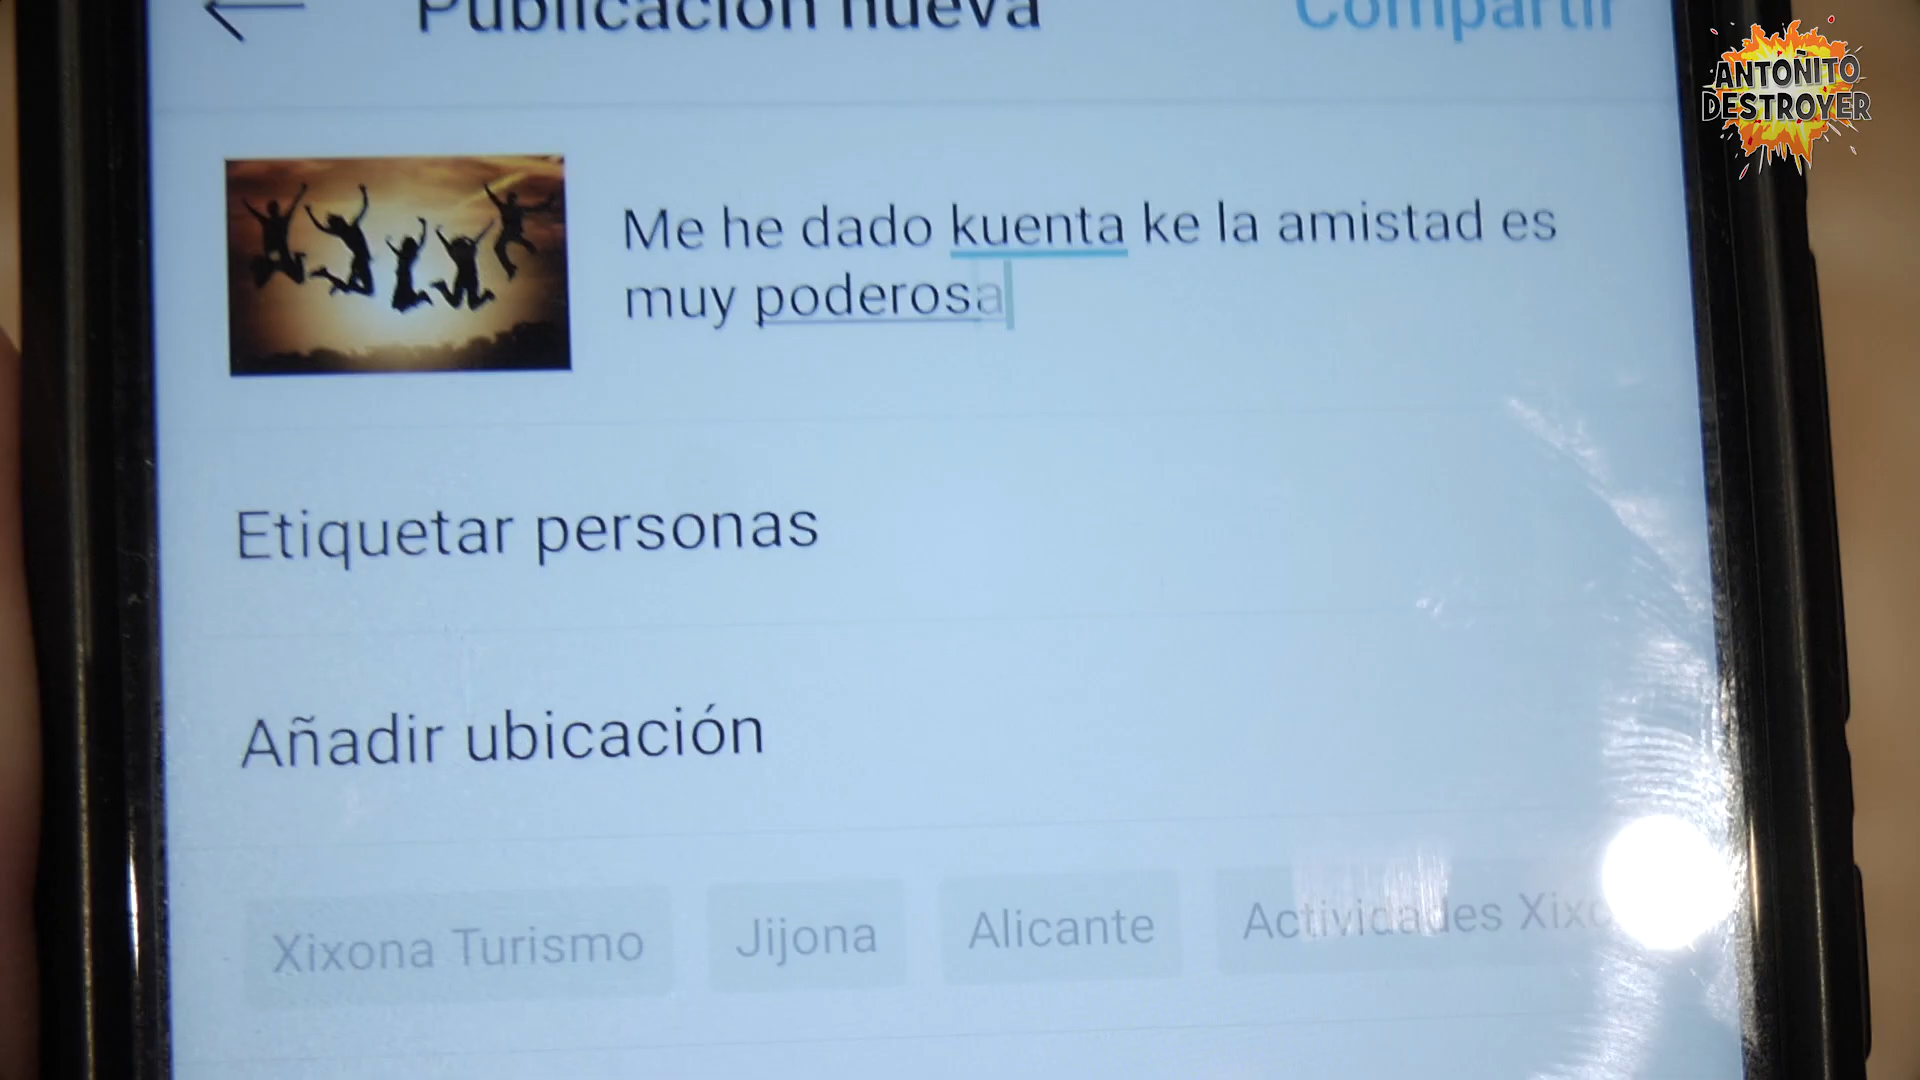 Publicación nueva
Compartir
ANTOÑITO
DESTROYER
Me he dado kuenta ke la amistad es
muy poderosa
Etiquetar personas
Añadir ubicación
Xixona Turismo
Jijona
Alicante
Actividades